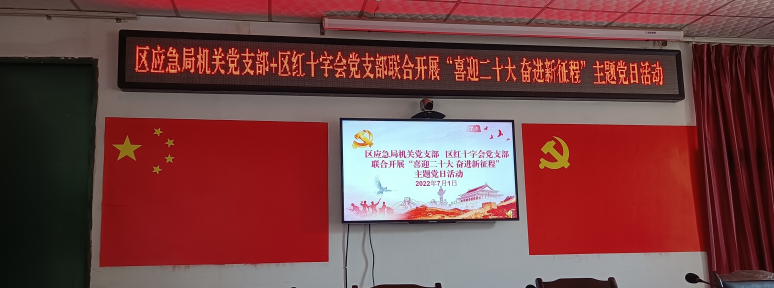 区应急局机关党支部+区红十字会党支部联合开展“喜迎二十大 奋进新征程”主题党日活动
区应急局机关党支部 区红十字会党支部
联合开展“喜迎二十大 奋进新征程”
主题党日活动
2022年7月1日